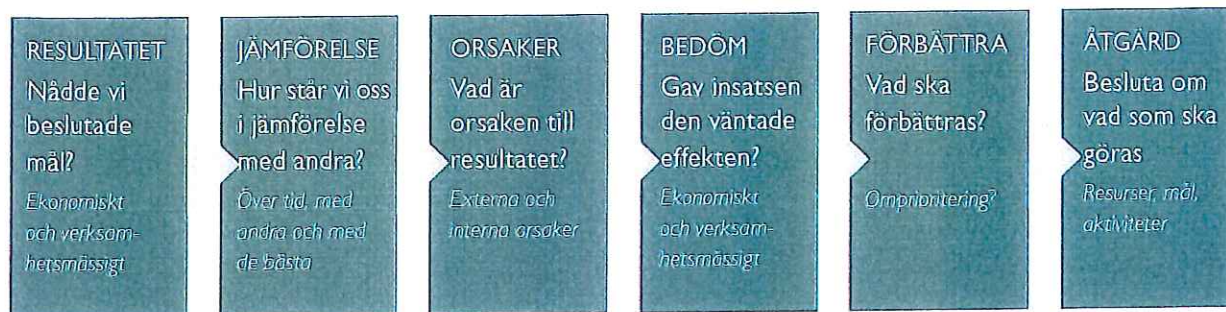 RESULTATET
Nådde vi
beslutade
mål?
Ekonomiskt
och verksam-
hetsmässigt
JÄMFÖRELSE
Hur står vi oss
i jämförelse
med andra?
Över tid, med
andra och med
de bästa
ORSAKER
Vad är
orsaken till
resultatet?
Externa och
interna orsaker
BEDÖM
Gav insatsen
den väntade
effekten?
Ekonomiskt
och verksam-
hetsmässigt
FÖRBÄTTRA
Vad ska
förbättras?
Omprioritering?
ÅTGÄRD
Besluta om
vad som ska
göras
Resurser, mål,
aktiviteter